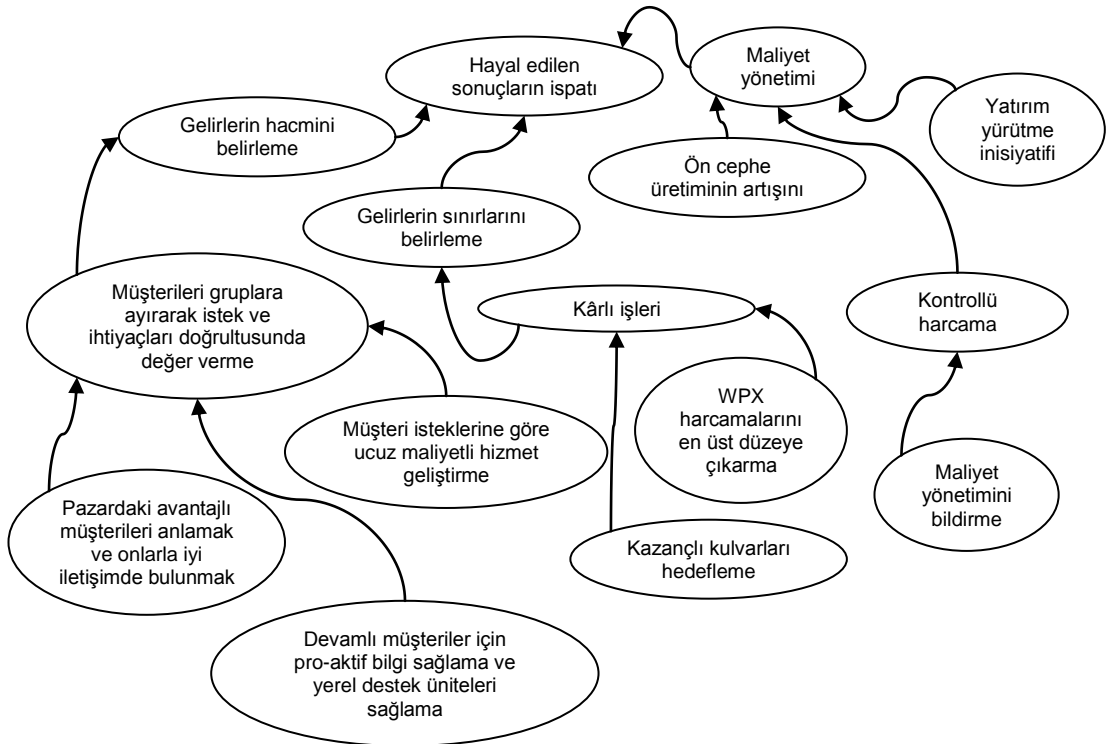 Hayal edilen
sonuçların ispatı
Maliyet
yönetimi
Yatırım
yürütme
inisiyatifi
Gelirlerin hacmini
belirleme
Ön cephe
üretiminin artışını
Gelirlerin sınırlarını
belirleme
Müşterileri gruplara
ayırarak istek ve
ihtiyaçları doğrultusunda
değer verme
Kârlı işleri
Kontrollü
harcama
WPX
harcamalarını
en üst düzeye
çıkarma
Müşteri isteklerine göre
ucuz maliyetli hizmet
geliştirme
Maliyet
yönetimini
bildirme
Pazardaki avantajlı
müşterileri anlamak
ve onlarla iyi
iletişimde bulunmak
Kazançlı kulvarları
hedefleme
Devamlı müşteriler için
pro-aktif bilgi sağlama ve
yerel destek üniteleri
sağlama